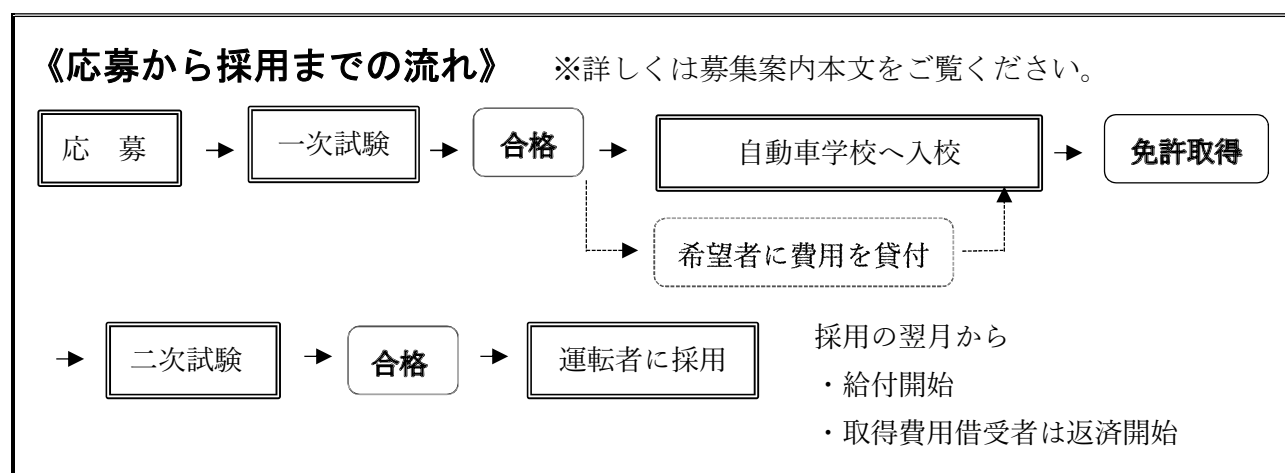 《応募から採用までの流れ》 ※詳しくは募集案内本文をご覧ください。
応　募 → 一次試験 → 合格 → 自動車学校へ入校 → 免許取得
希望者に費用を貸付
→ 二次試験 → 合格 → 運転者に採用
採用の翌月から
・給付開始
・取得費用借受者は返済開始